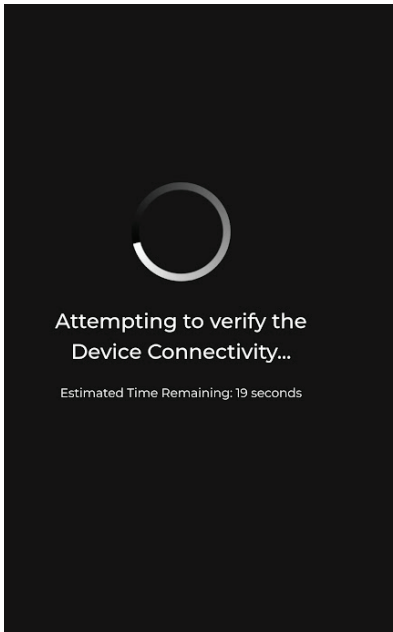 Attempting to verify the
Device Connectivity...
Estimated Time Remaining: 19 seconds